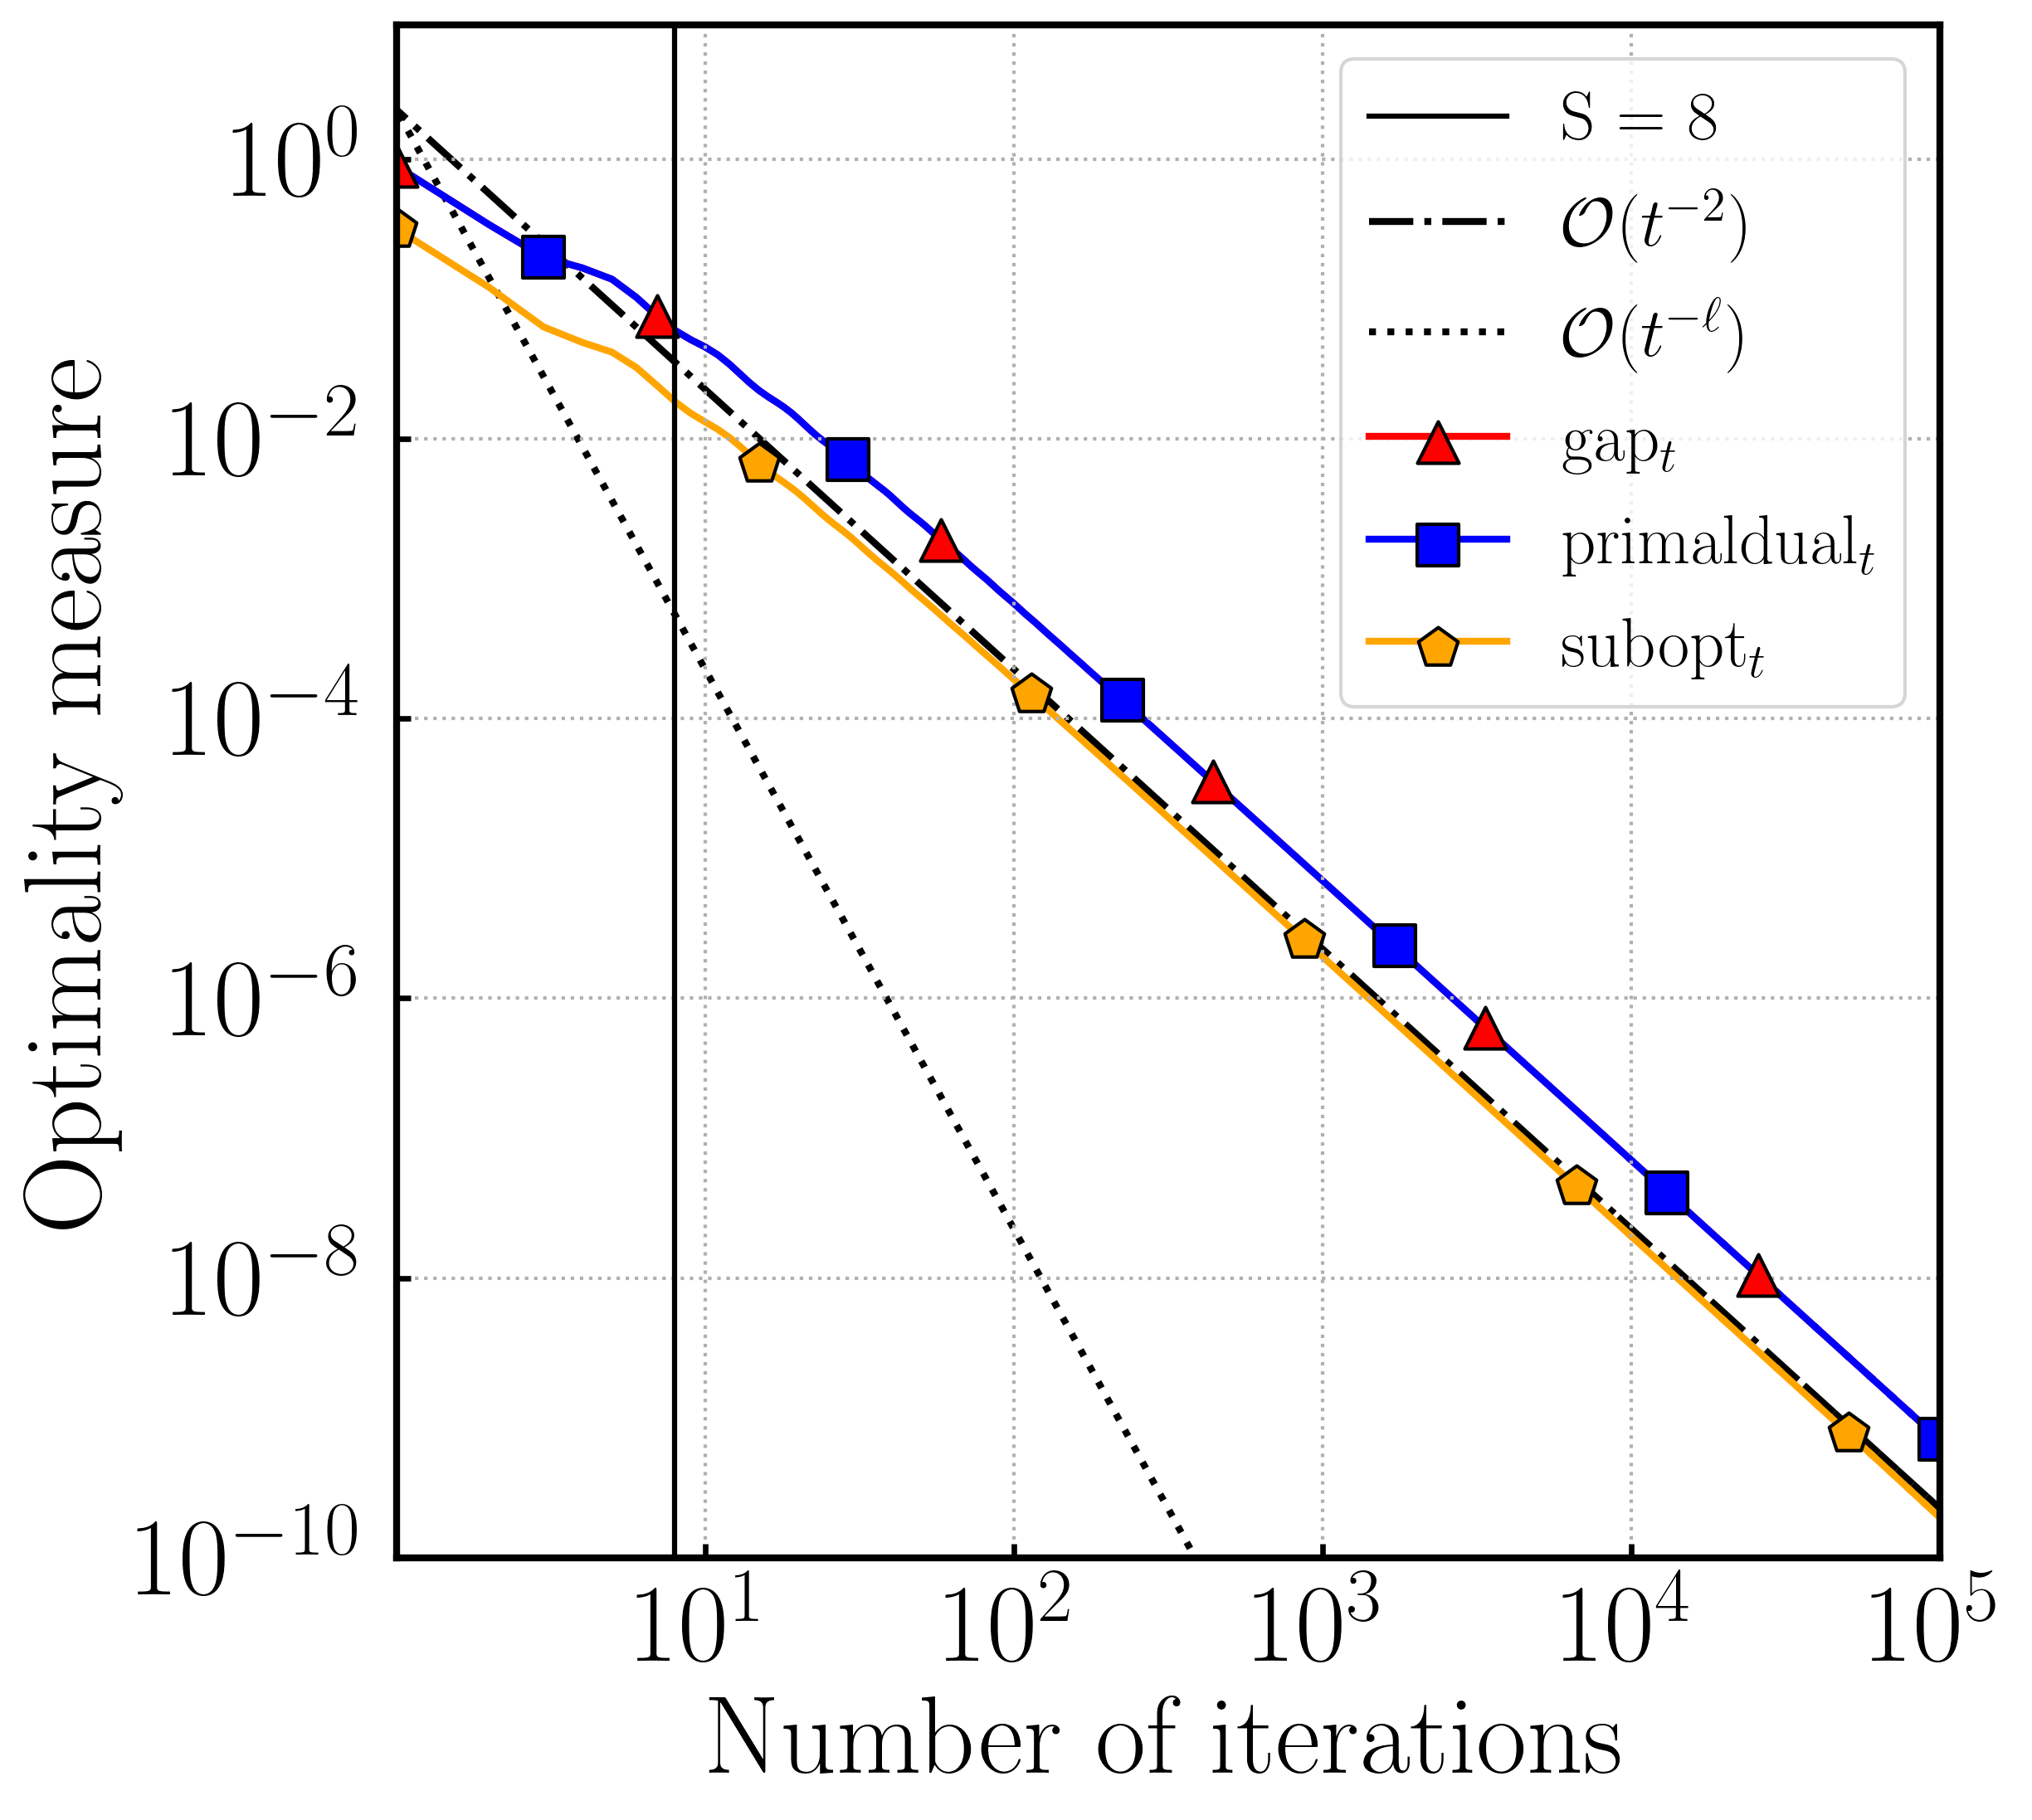 Optimality measure
10⁰
10⁻²
10⁻⁴
10⁻⁶
10⁻⁸
10⁻¹⁰
S = 8
𝒪(t⁻²)
𝒪(t^{−ℓ})
gapₜ
primaldualₜ
suboptₜ
10¹ 10² 10³ 10⁴ 10⁵
Number of iterations